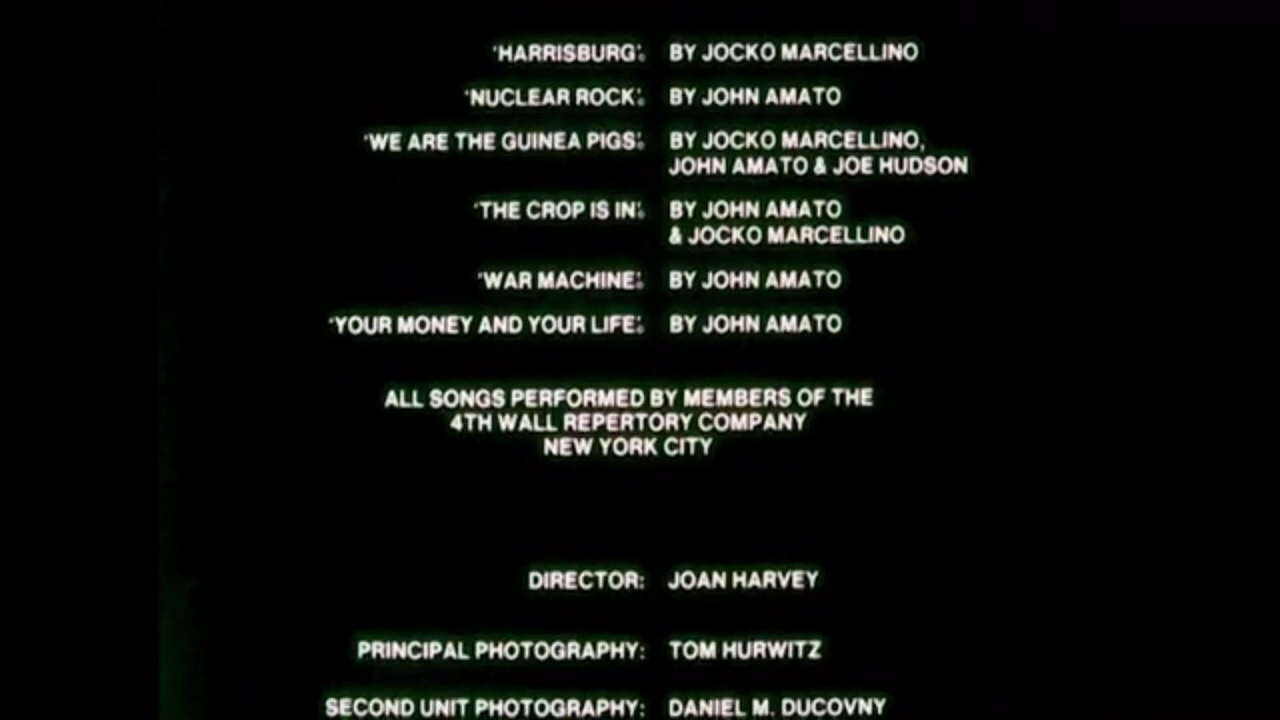 'HARRISBURG': BY JOCKO MARCELLINO
'NUCLEAR ROCK': BY JOHN AMATO
'WE ARE THE GUINEA PIGS': BY JOCKO MARCELLINO,
JOHN AMATO & JOE HUDSON
'THE CROP IS IN': BY JOHN AMATO
& JOCKO MARCELLINO
'WAR MACHINE': BY JOHN AMATO
'YOUR MONEY AND YOUR LIFE': BY JOHN AMATO
ALL SONGS PERFORMED BY MEMBERS OF THE
4TH WALL REPERTORY COMPANY
NEW YORK CITY
DIRECTOR: JOAN HARVEY
PRINCIPAL PHOTOGRAPHY: TOM HURWITZ
SECOND UNIT PHOTOGRAPHY: DANIEL M. DUCOVNY